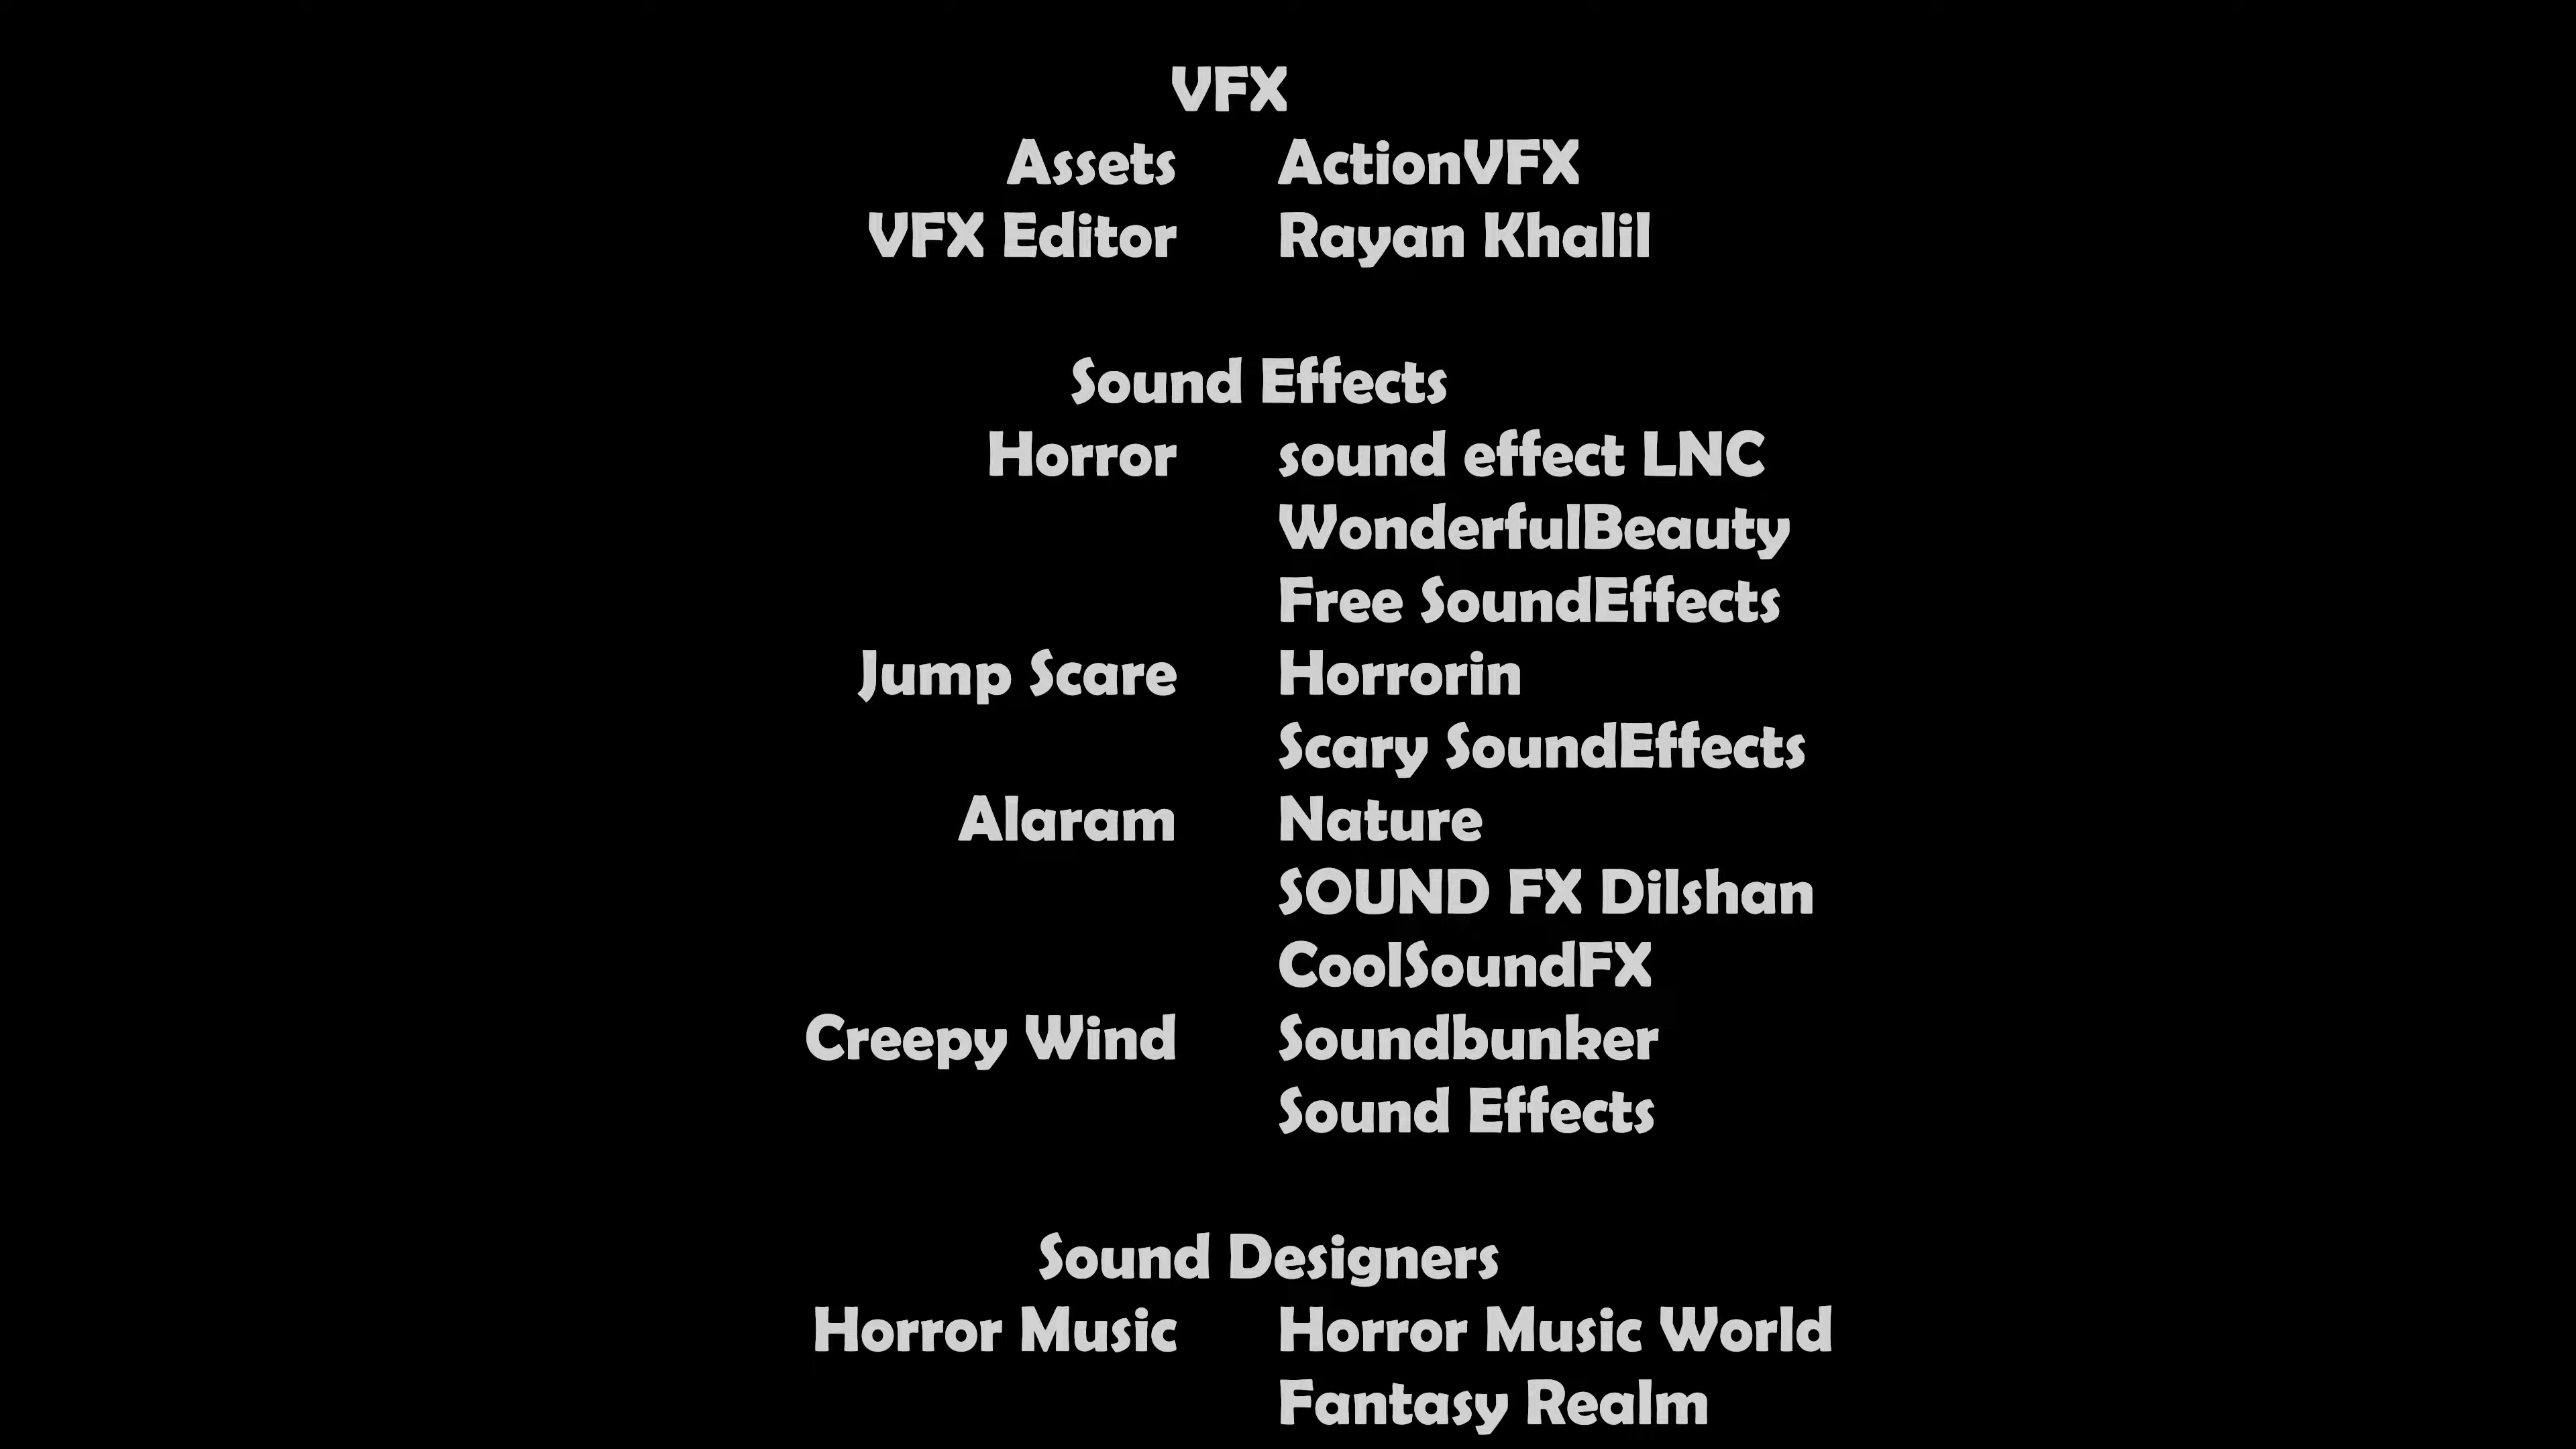 VFX
Assets ActionVFX
VFX Editor Rayan Khalil
Sound Effects
Horror sound effect LNC
WonderfulBeauty
Free SoundEffects
Jump Scare Horrorin
Scary SoundEffects
Alaram Nature
SOUND FX Dilshan
CoolSoundFX
Creepy Wind Soundbunker
Sound Effects
Sound Designers
Horror Music Horror Music World
Fantasy Realm